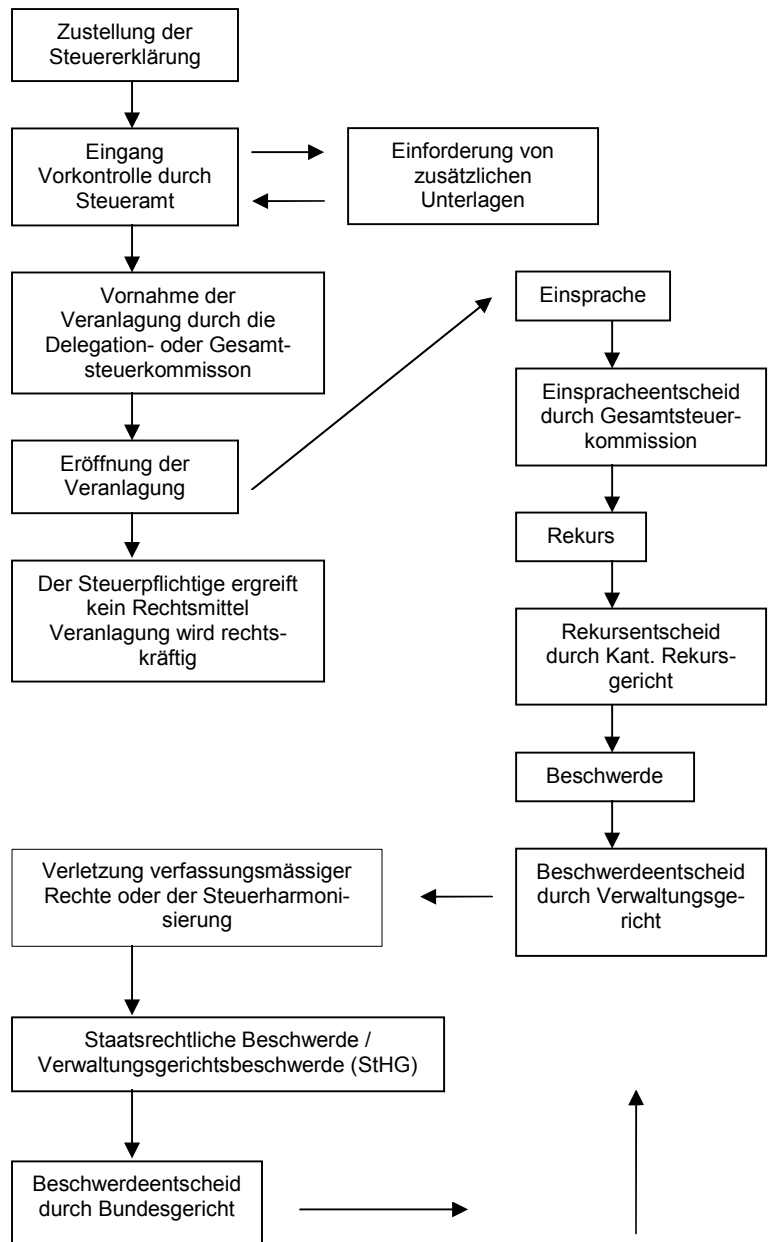 Zustellung der
Steuererklärung
Eingang
Vorkontrolle durch
Steueramt
Einforderung von
zusätzlichen
Unterlagen
Vornahme der
Veranlagung durch die
Delegation- oder Gesamt-
steuerkommisson
Eröffnung der
Veranlagung
Der Steuerpflichtige ergreift
kein Rechtsmittel
Veranlagung wird rechts-
kräftig
Einsprache
Einspracheentscheid
durch Gesamtsteuer-
kommission
Rekurs
Rekursentscheid
durch Kant. Rekurs-
gericht
Beschwerde
Beschwerdeentscheid
durch Verwaltungsge-
richt
Verletzung verfassungsmässiger
Rechte oder der Steuerharmoni-
sierung
Staatsrechtliche Beschwerde /
Verwaltungsgerichtsbeschwerde (StHG)
Beschwerdeentscheid
durch Bundesgericht